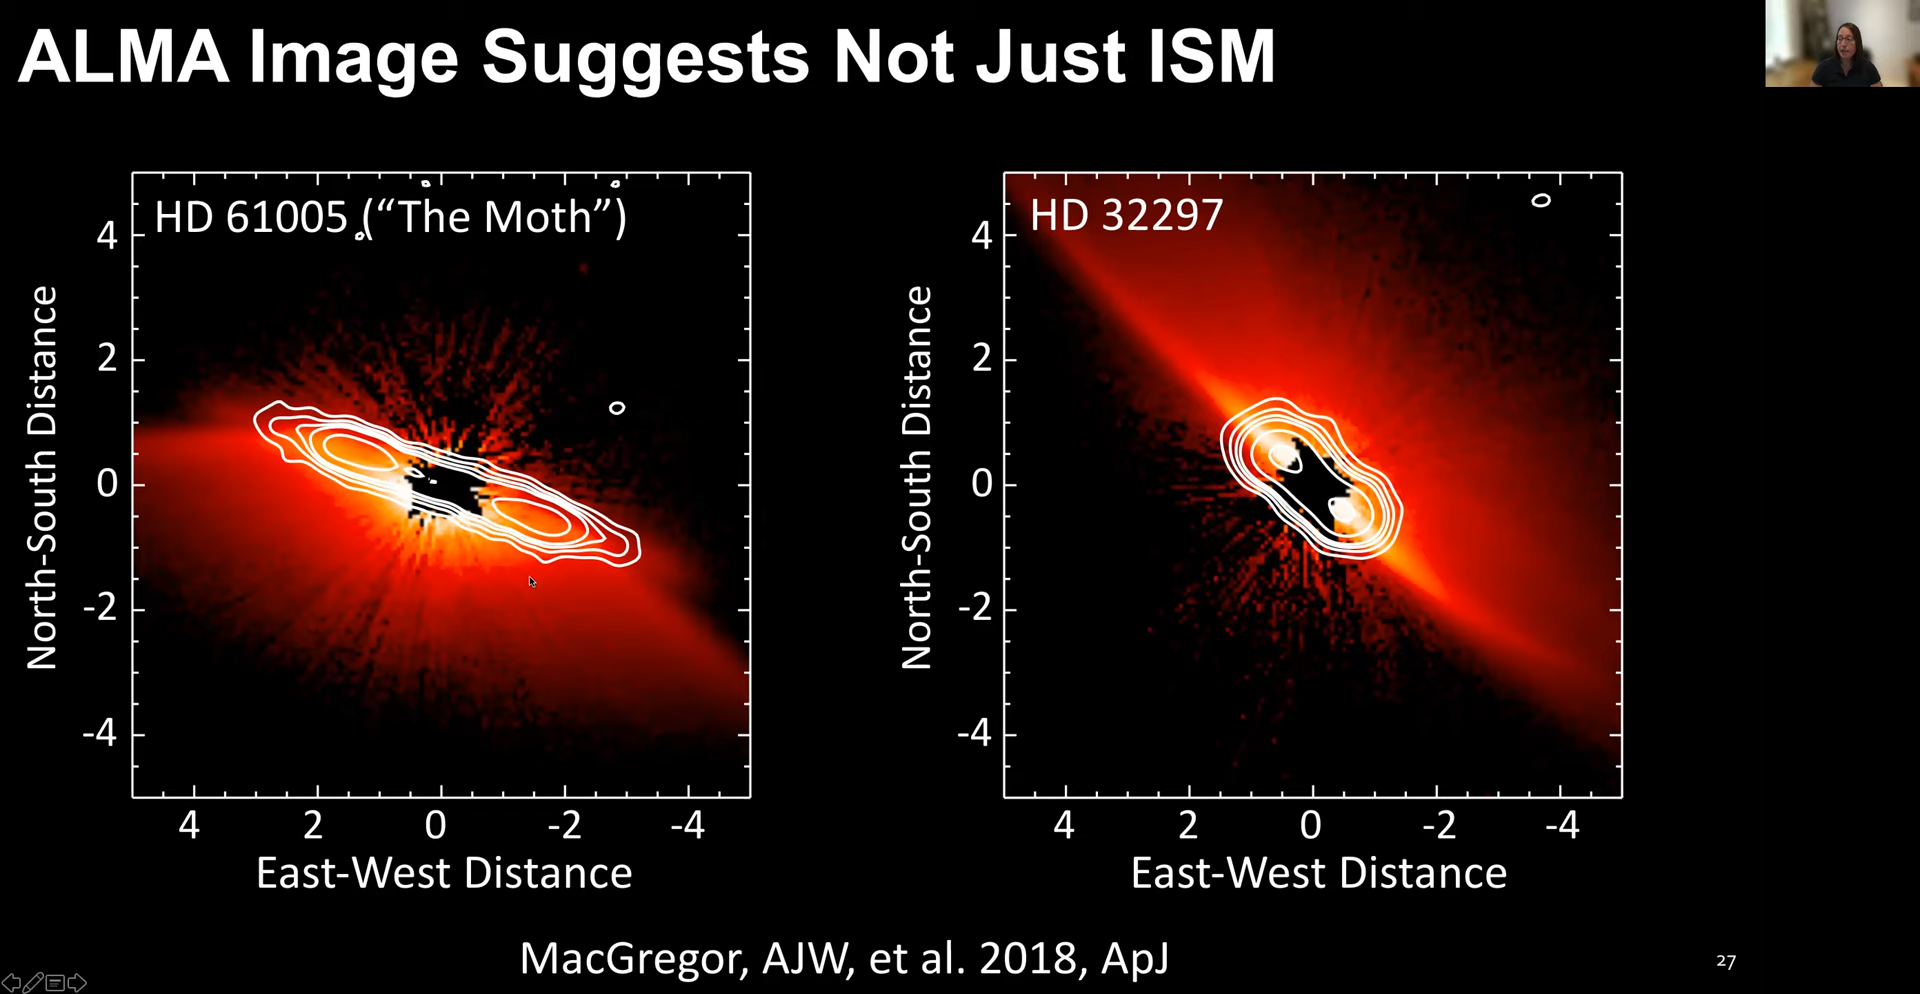 ALMA Image Suggests Not Just ISM
HD 61005 (“The Moth”)
North-South Distance
4
2
0
-2
-4
4 2 0 -2 -4
East-West Distance
HD 32297
North-South Distance
4
2
0
-2
-4
4 2 0 -2 -4
East-West Distance
MacGregor, AJW, et al. 2018, ApJ
27